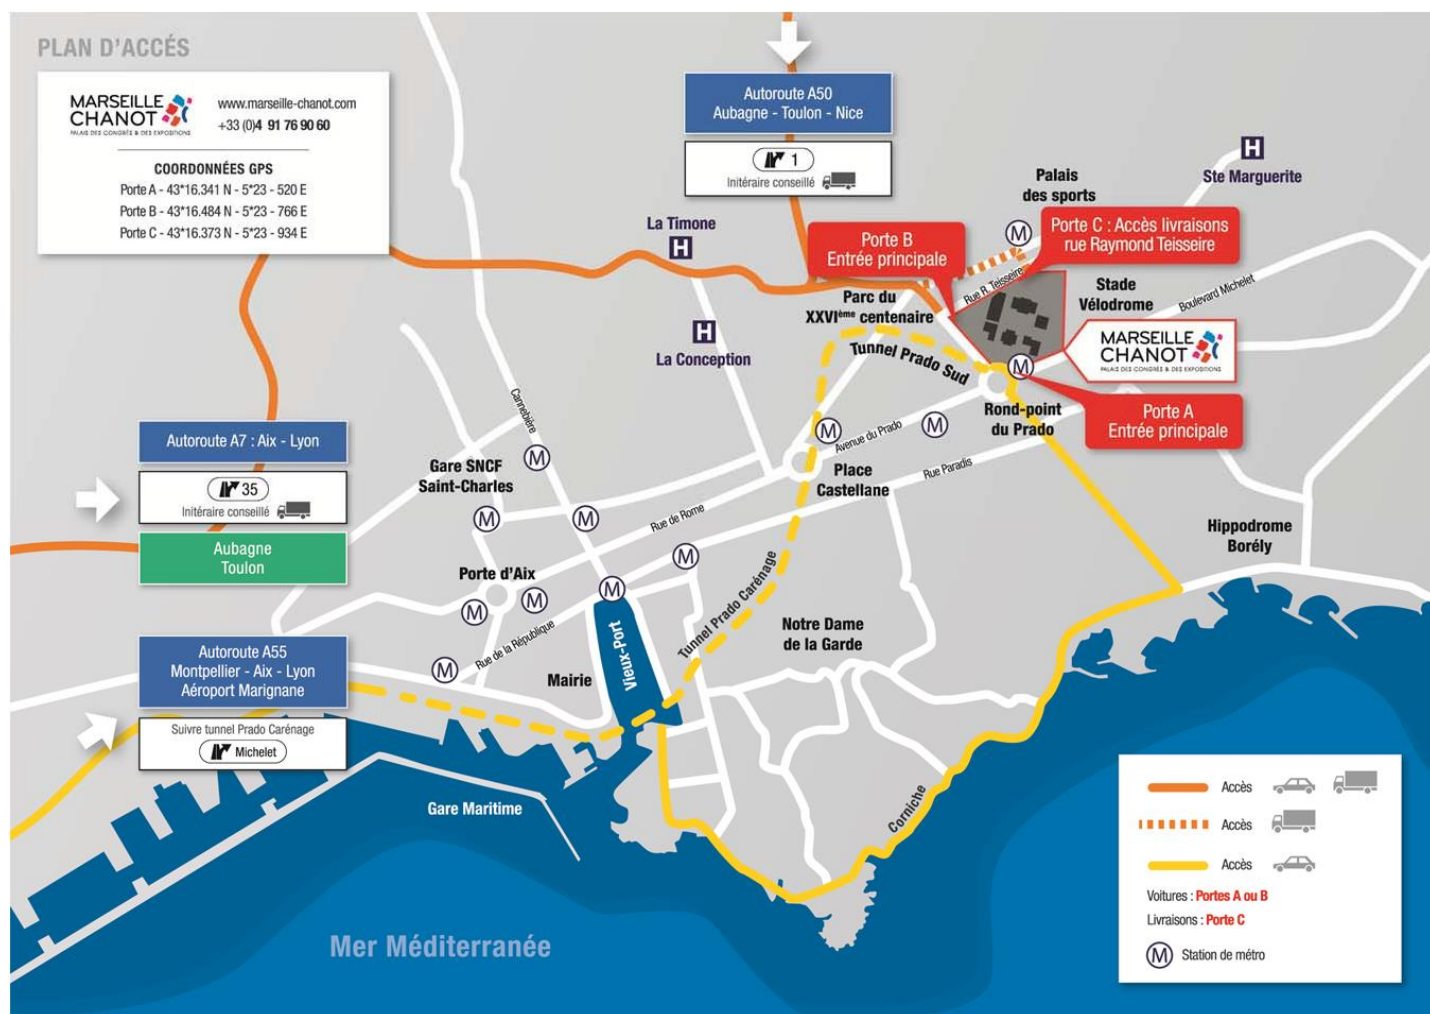 PLAN D'ACCÉS
MARSEILLE
CHANOT
PALAIS DES CONGRÈS & DES EXPOSITIONS
www.marseille-chanot.com
+33 (0)4 91 76 90 60
COORDONNÉES GPS
Porte A - 43*16.341 N - 5*23 - 520 E
Porte B - 43*16.484 N - 5*23 - 766 E
Porte C - 43*16.373 N - 5*23 - 934 E
Autoroute A50
Aubagne - Toulon - Nice
1
Initéraire conseillé
H
Ste Marguerite
Palais
des sports
M
La Timone
H
Porte B
Entrée principale
Porte C : Accès livraisons
rue Raymond Teisseire
Rue R. Teisseire
Stade
Vélodrome
Boulevard Michelet
Parc du
XXVIème centenaire
H
La Conception
Tunnel Prado Sud
MARSEILLE
CHANOT
PALAIS DES CONGRÈS & DES EXPOSITIONS
M
Rond-point
du Prado
Porte A
Entrée principale
Cannebière
Autoroute A7 : Aix - Lyon
35
Initéraire conseillé
Aubagne
Toulon
Gare SNCF
Saint-Charles
M
M
M
M
Avenue du Prado
M
Place
Castellane
Rue Paradis
Rue de Rome
M
Hippodrome
Borély
Porte d'Aix
M
M
M
Rue de la République
M
Tunnel Prado Carénage
Notre Dame
de la Garde
Mairie
Vieux-Port
Autoroute A55
Montpellier - Aix - Lyon
Aéroport Marignane
Suivre tunnel Prado Carénage
Michelet
Gare Maritime
Corniche
Mer Méditerranée
Accès
Accès
Accès
Voitures : Portes A ou B
Livraisons : Porte C
M Station de métro